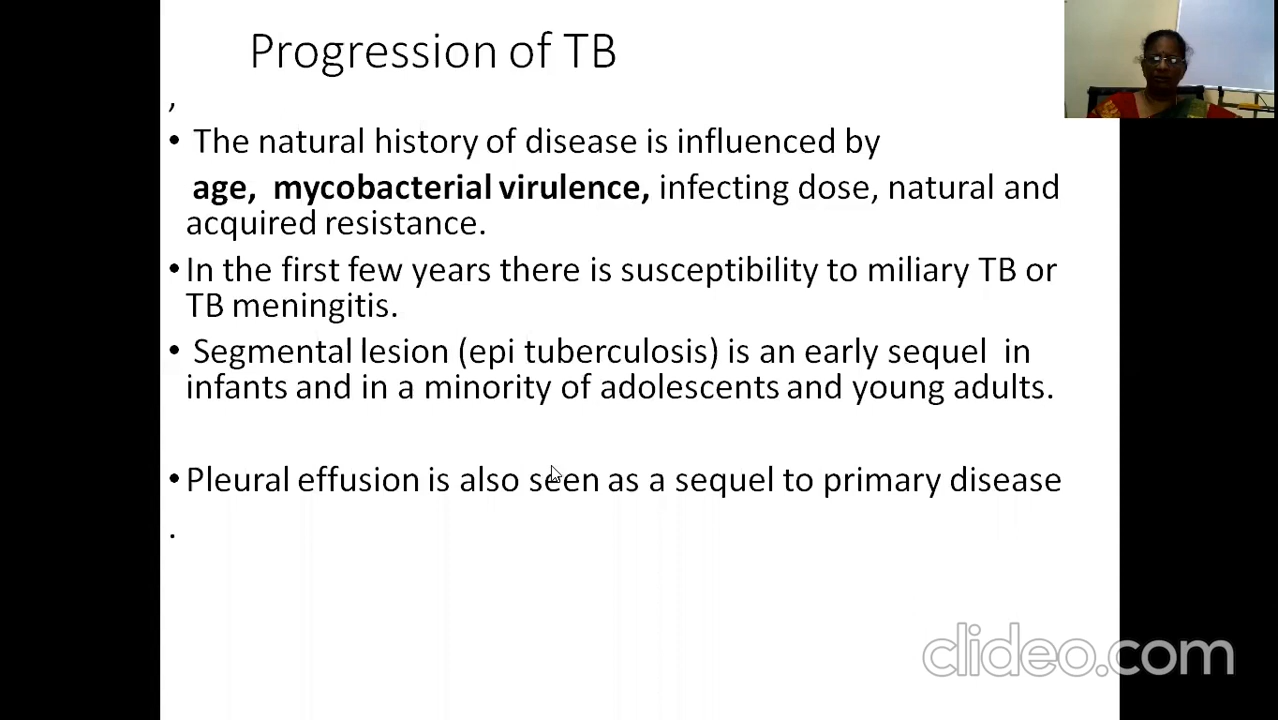 Progression of TB
,
• The natural history of disease is influenced by
age, mycobacterial virulence, infecting dose, natural and
acquired resistance.
• In the first few years there is susceptibility to miliary TB or
TB meningitis.
• Segmental lesion (epi tuberculosis) is an early sequel in
infants and in a minority of adolescents and young adults.
• Pleural effusion is also seen as a sequel to primary disease
.
clideo.com